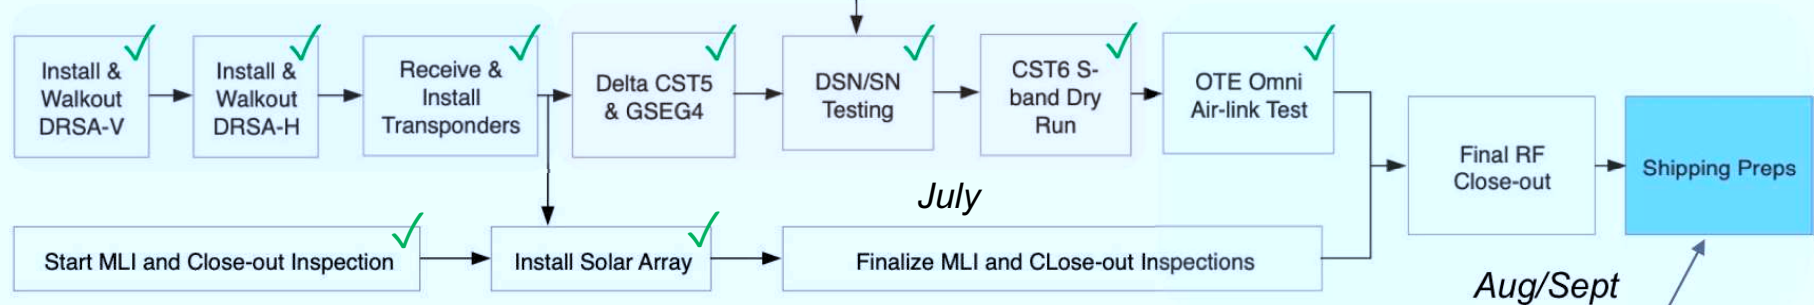 Install &
Walkout
DRSA-V
Install &
Walkout
DRSA-H
Receive &
Install
Transponders
Delta CST5
& GSEG4
DSN/SN
Testing
CST6 S-
band Dry
Run
OTE Omni
Air-link Test
Final RF
Close-out
Shipping Preps
July
Start MLI and Close-out Inspection
Install Solar Array
Finalize MLI and CLose-out Inspections
Aug/Sept